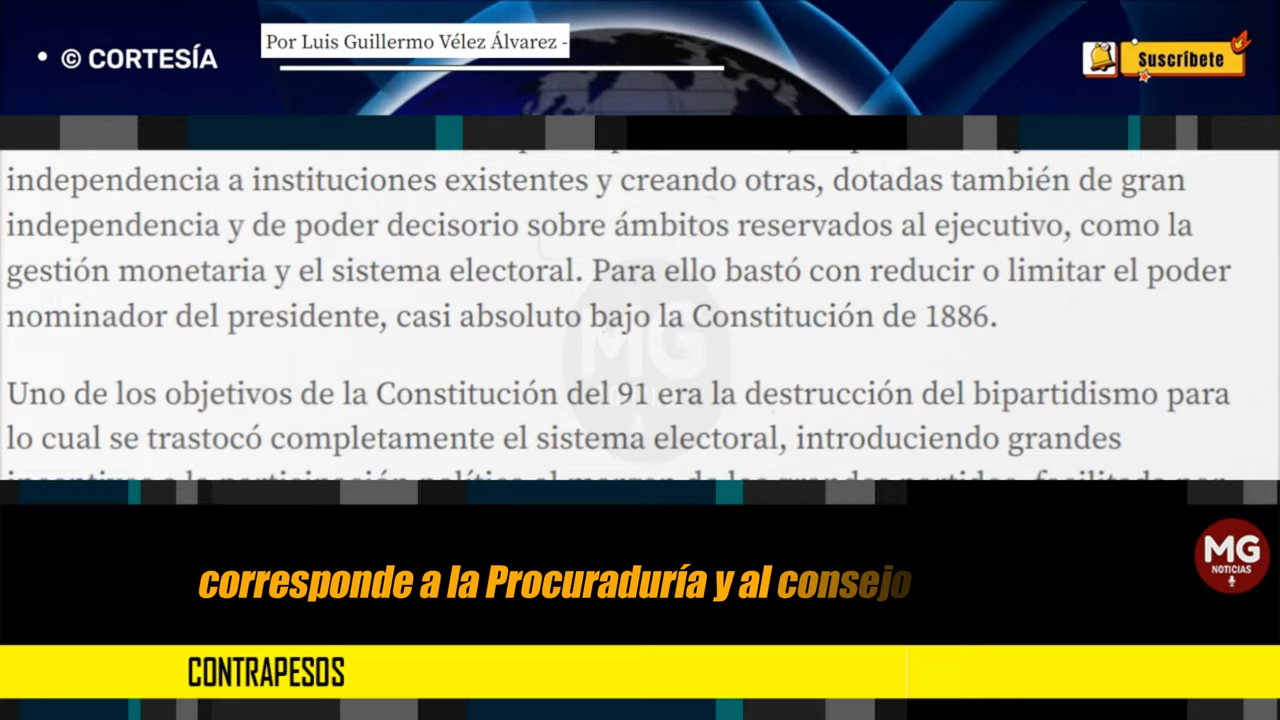 • © CORTESÍA
Por Luis Guillermo Vélez Álvarez -
Suscríbete
independencia a instituciones existentes y creando otras, dotadas también de gran
independencia y de poder decisorio sobre ámbitos reservados al ejecutivo, como la
gestión monetaria y el sistema electoral. Para ello bastó con reducir o limitar el poder
nominador del presidente, casi absoluto bajo la Constitución de 1886.
MG
Uno de los objetivos de la Constitución del 91 era la destrucción del bipartidismo para
lo cual se trastocó completamente el sistema electoral, introduciendo grandes
MG
NOTICIAS
corresponde a la Procuraduría y al consejo
CONTRAPESOS